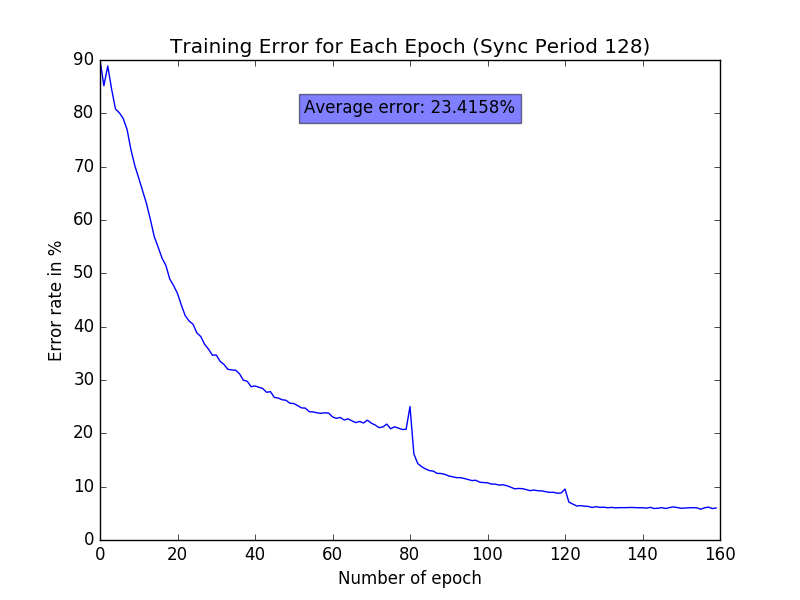 Training Error for Each Epoch (Sync Period 128)
Average error: 23.4158%
Error rate in %
90
80
70
60
50
40
30
20
10
0
0 20 40 60 80 100 120 140 160
Number of epoch